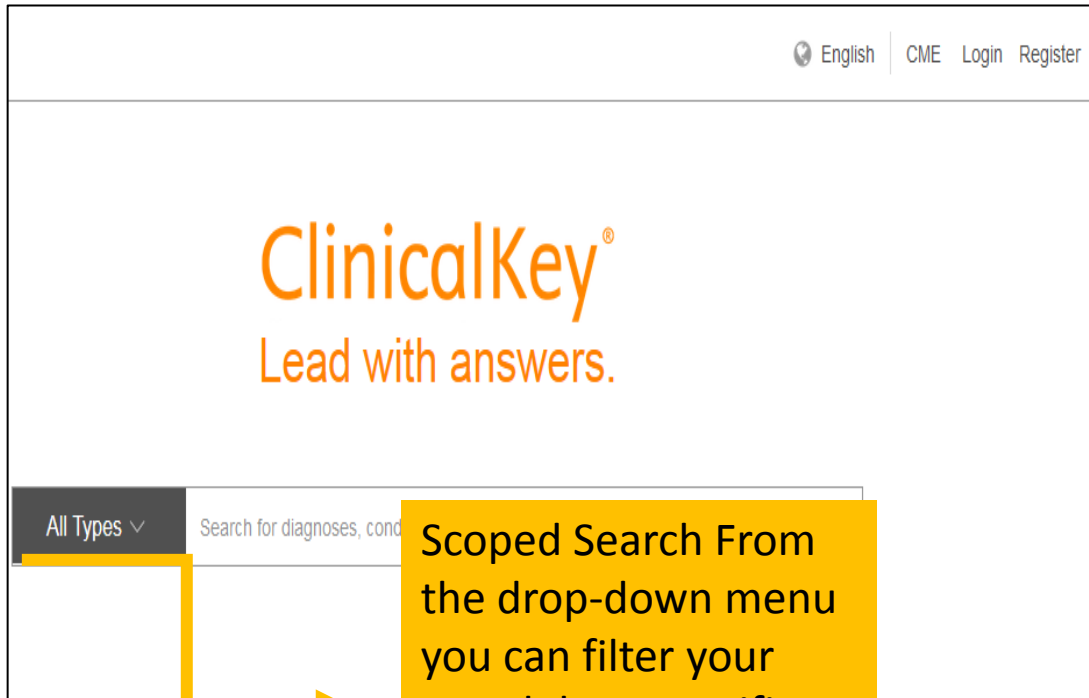 English CME Login Register
ClinicalKey®
Lead with answers.
All Types Search for diagnoses,
Scoped Search From
the drop-down menu
you can filter your